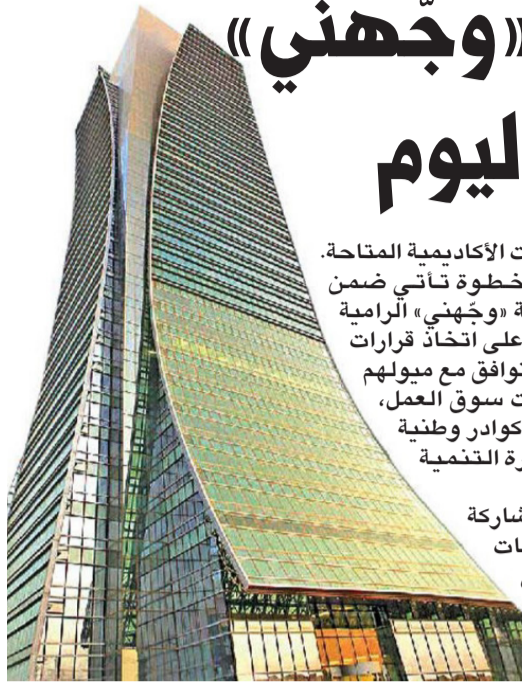 «وجّهني»
ليوم
ت الأكاديمية المتاحة.
خطوة تأتي ضمن
ة «وجّهني» الرامية
على اتخاذ قرارات
توافق مع ميولهم
ت سوق العمل،
كوادر وطنية
رة التنمية
شاركة
ات